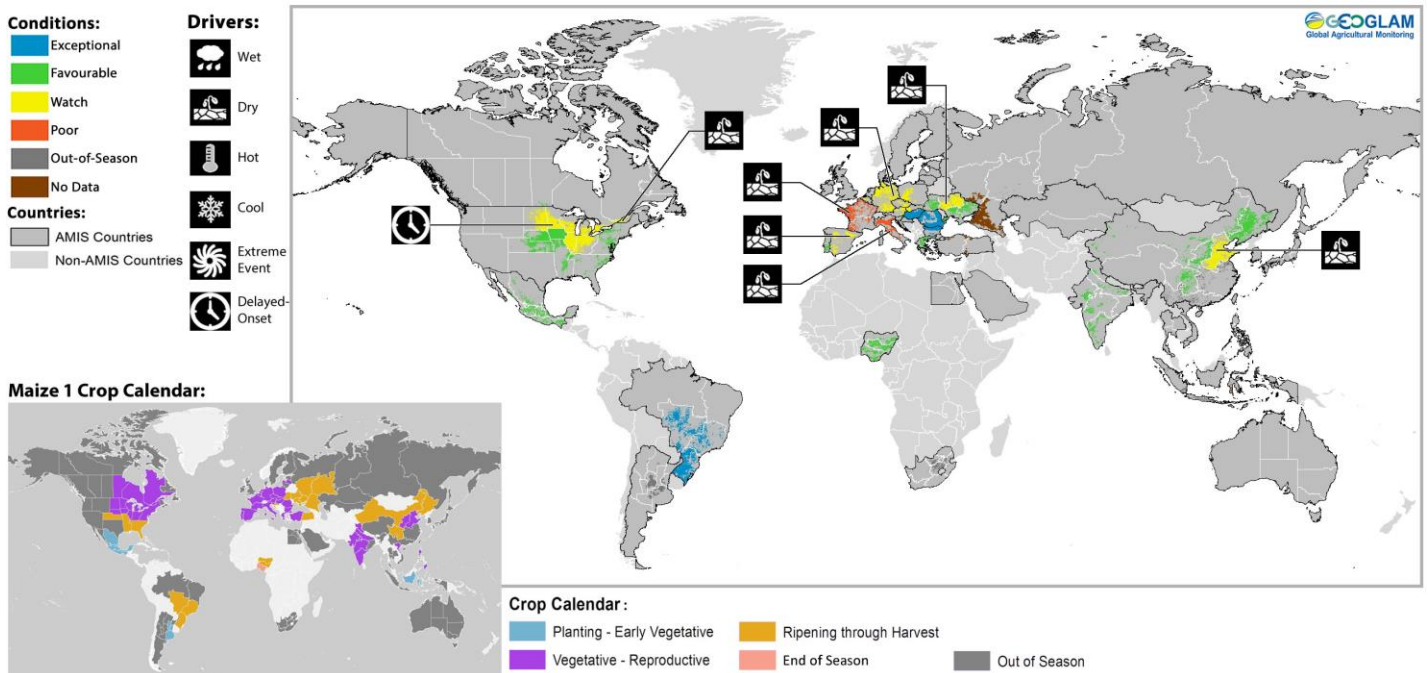 Conditions:
Exceptional
Favourable
Watch
Poor
Out-of-Season
No Data
Countries:
AMIS Countries
Non-AMIS Countries
Drivers:
Wet
Dry
Hot
Cool
Extreme
Event
Delayed-
Onset
GEOGLAM
Global Agricultural Monitoring
Maize 1 Crop Calendar:
Crop Calendar :
Planting - Early Vegetative
Vegetative - Reproductive
Ripening through Harvest
End of Season
Out of Season